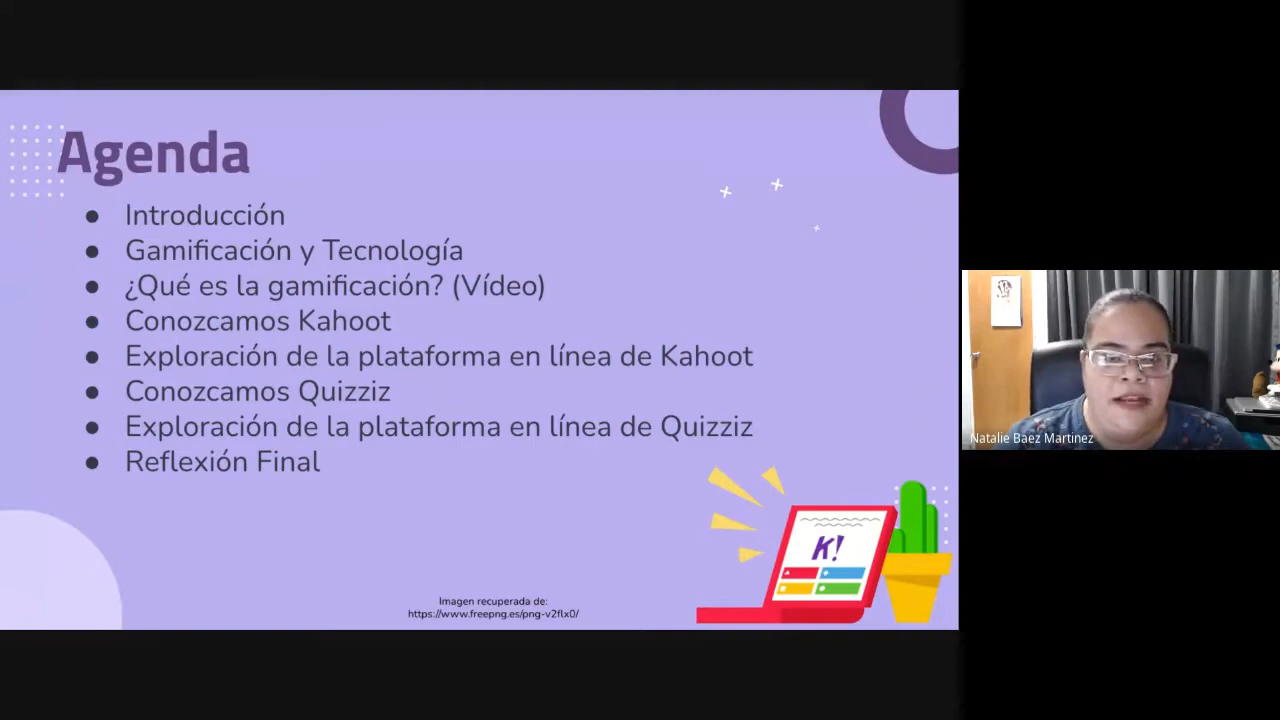 Agenda
● Introducción
● Gamificación y Tecnología
● ¿Qué es la gamificación? (Vídeo)
● Conozcamos Kahoot
● Exploración de la plataforma en línea de Kahoot
● Conozcamos Quizziz
● Exploración de la plataforma en línea de Quizziz
● Reflexión Final
K!
Imagen recuperada de:
https://www.freepng.es/png-v2flx0/
Natalie Baez Martinez